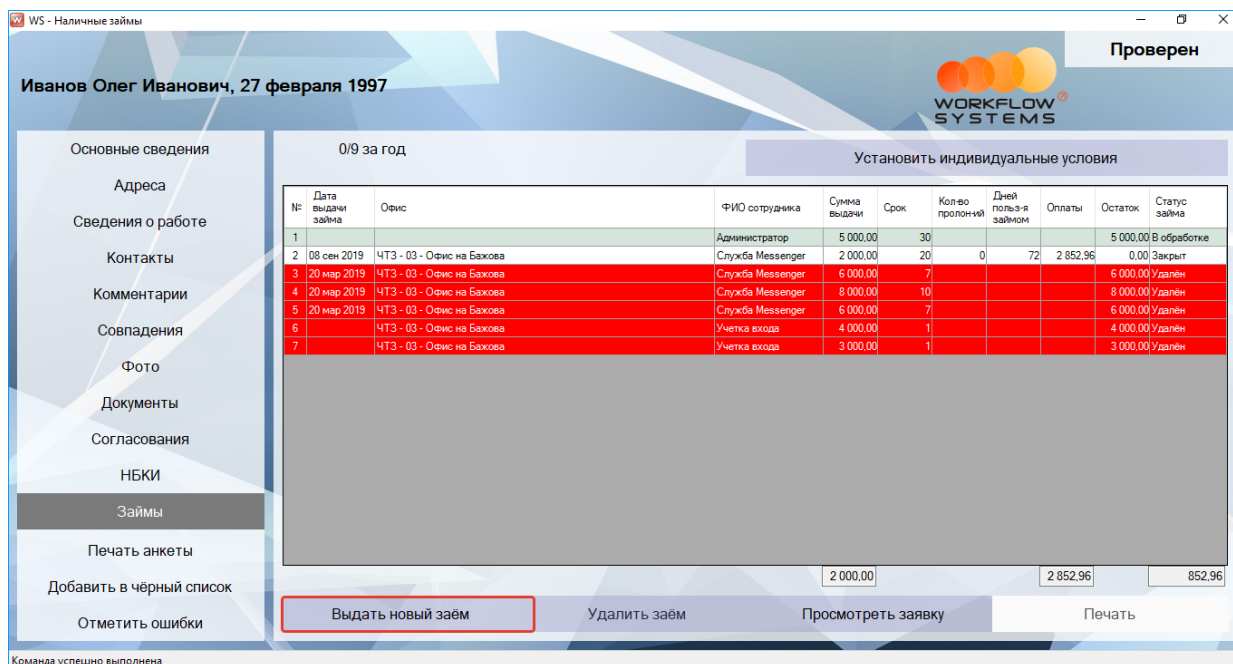 WS - Наличные займы
Проверен
Иванов Олег Иванович, 27 февраля 1997
WORKFLOW®
SYSTEMS
Основные сведения
Адреса
Сведения о работе
Контакты
Комментарии
Совпадения
Фото
Документы
Согласования
НБКИ
Займы
Печать анкеты
Добавить в чёрный список
Отметить ошибки
0/9 за год
Установить индивидуальные условия
№ Дата выдачи займа Офис ФИО сотрудника Сумма выдачи Срок Кол-во пролон-ий Дней польз-я займом Оплаты Остаток Статус займа
1 Администратор 5 000,00 30 5 000,00 В обработке
2 08 сен 2019 ЧТЗ - 03 - Офис на Бажова Служба Messenger 2 000,00 20 0 72 2 852,96 0,00 Закрыт
3 20 мар 2019 ЧТЗ - 03 - Офис на Бажова Служба Messenger 6 000,00 7 6 000,00 Удалён
4 20 мар 2019 ЧТЗ - 03 - Офис на Бажова Служба Messenger 8 000,00 10 8 000,00 Удалён
5 20 мар 2019 ЧТЗ - 03 - Офис на Бажова Служба Messenger 6 000,00 7 6 000,00 Удалён
6 ЧТЗ - 03 - Офис на Бажова Учетка входа 4 000,00 1 4 000,00 Удалён
7 ЧТЗ - 03 - Офис на Бажова Учетка входа 3 000,00 1 3 000,00 Удалён
2 000,00 2 852,96 852,96
Выдать новый заём Удалить заём Просмотреть заявку Печать
Команда успешно выполнена